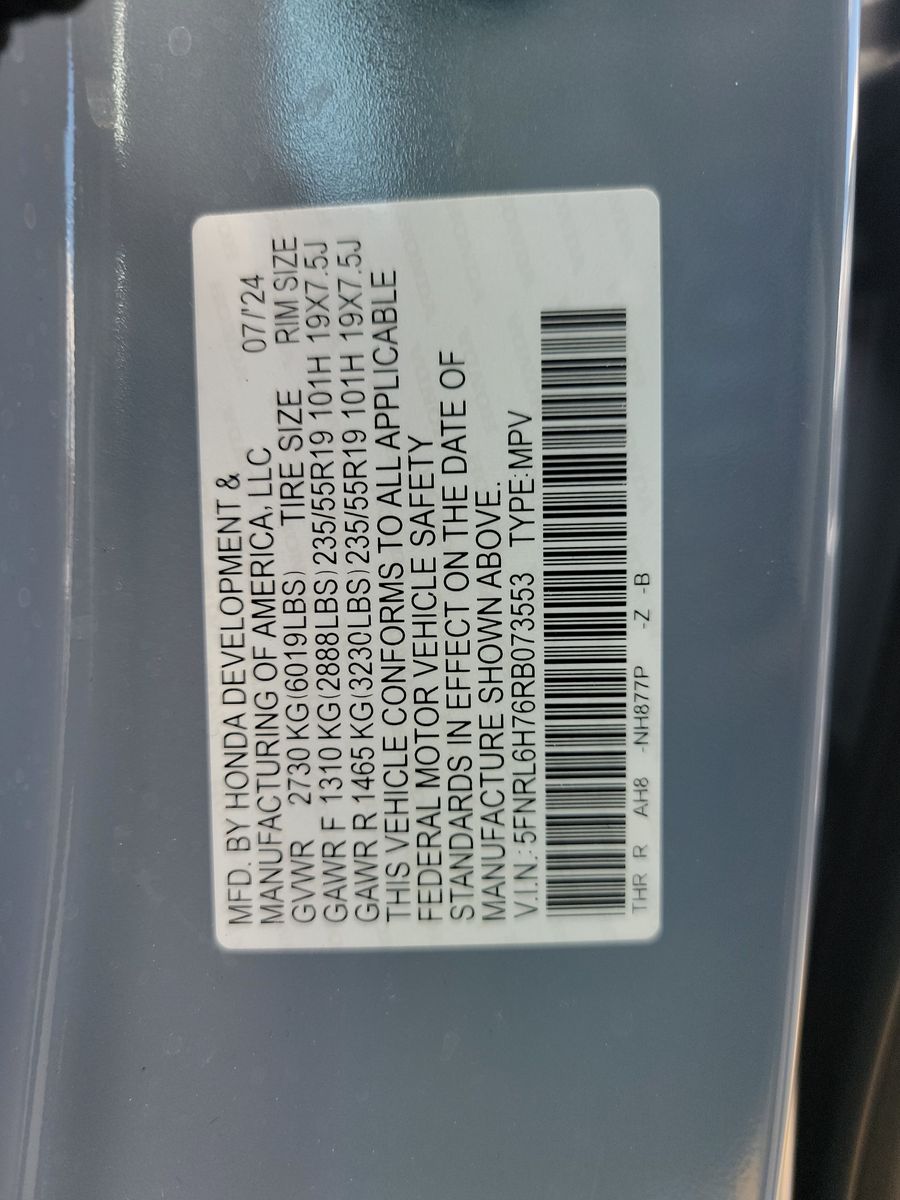 MFD. BY HONDA DEVELOPMENT &
MANUFACTURING OF AMERICA, LLC 07/'24
GVWR 2730 KG(6019LBS) TIRE SIZE RIM SIZE
GAWR F 1310 KG(2888LBS)235/55R19 101H 19X7.5J
GAWR R 1465 KG(3230LBS)235/55R19 101H 19X7.5J
THIS VEHICLE CONFORMS TO ALL APPLICABLE
FEDERAL MOTOR VEHICLE SAFETY
STANDARDS IN EFFECT ON THE DATE OF
MANUFACTURE SHOWN ABOVE.
V.I.N.:5FNRL6H76RB073553 TYPE:MPV
THR R AH8 -NH877P -Z -B